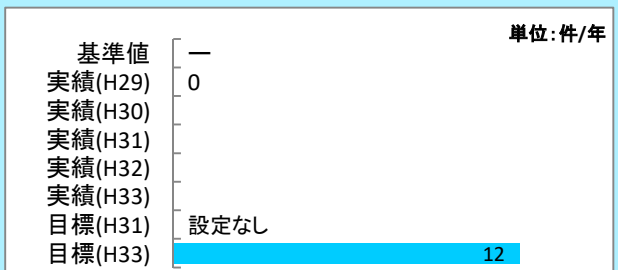 単位：件/年
基準値 ―
実績(H29) 0
実績(H30)
実績(H31)
実績(H32)
実績(H33)
目標(H31) 設定なし
目標(H33) 12